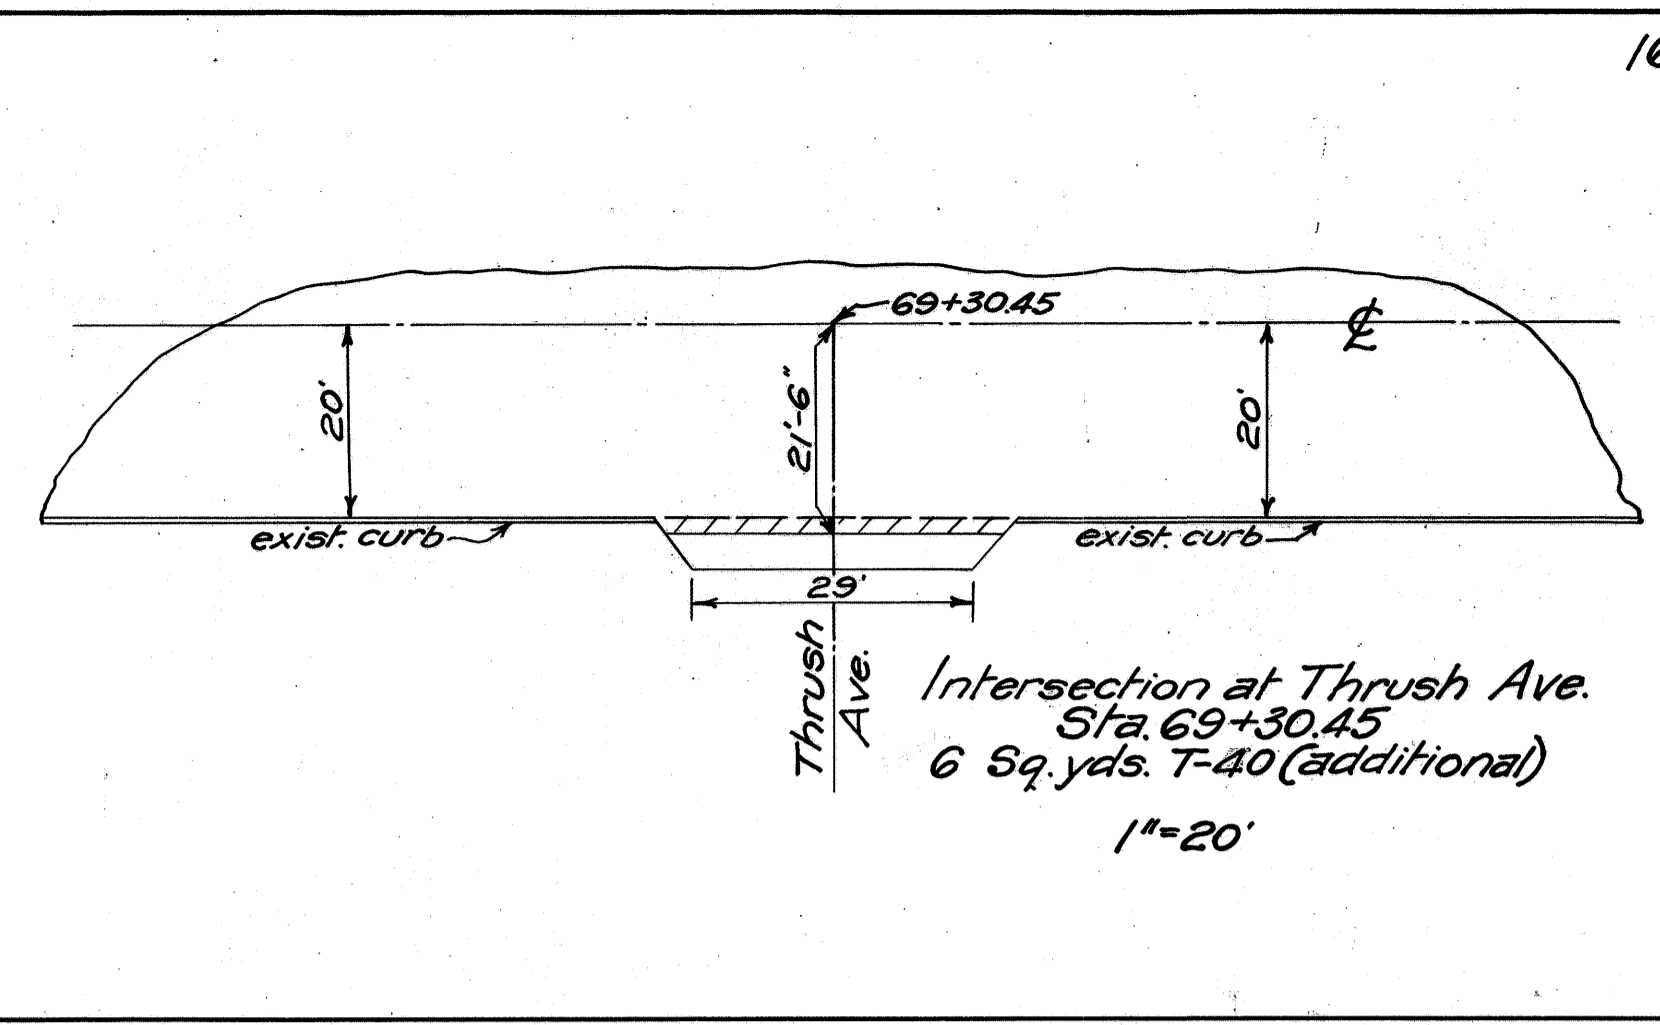 69+30.45
℄
20'
21'-6"
20'
exist. curb
exist. curb
29'
Thrush
Ave.
Intersection at Thrush Ave.
Sta. 69+30.45
6 Sq. yds. T-40 (additional)
1"=20'